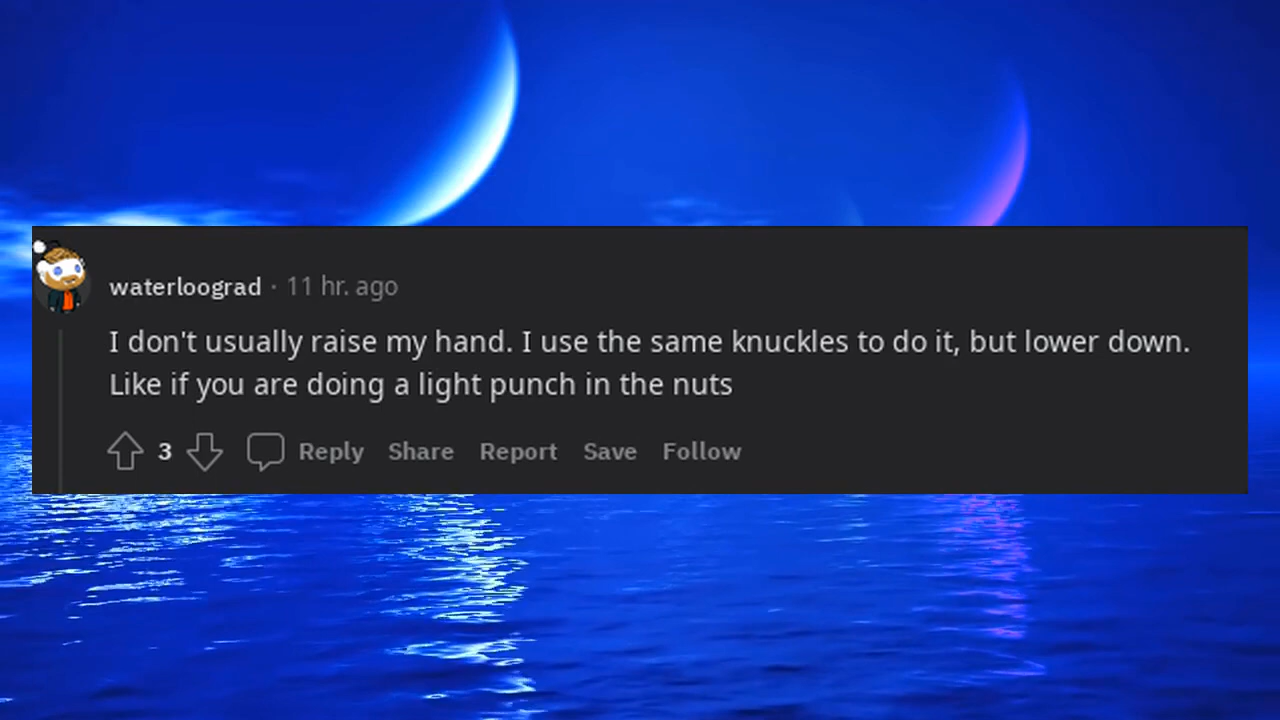 waterloograd · 11 hr. ago
I don't usually raise my hand. I use the same knuckles to do it, but lower down.
Like if you are doing a light punch in the nuts
3 Reply Share Report Save Follow